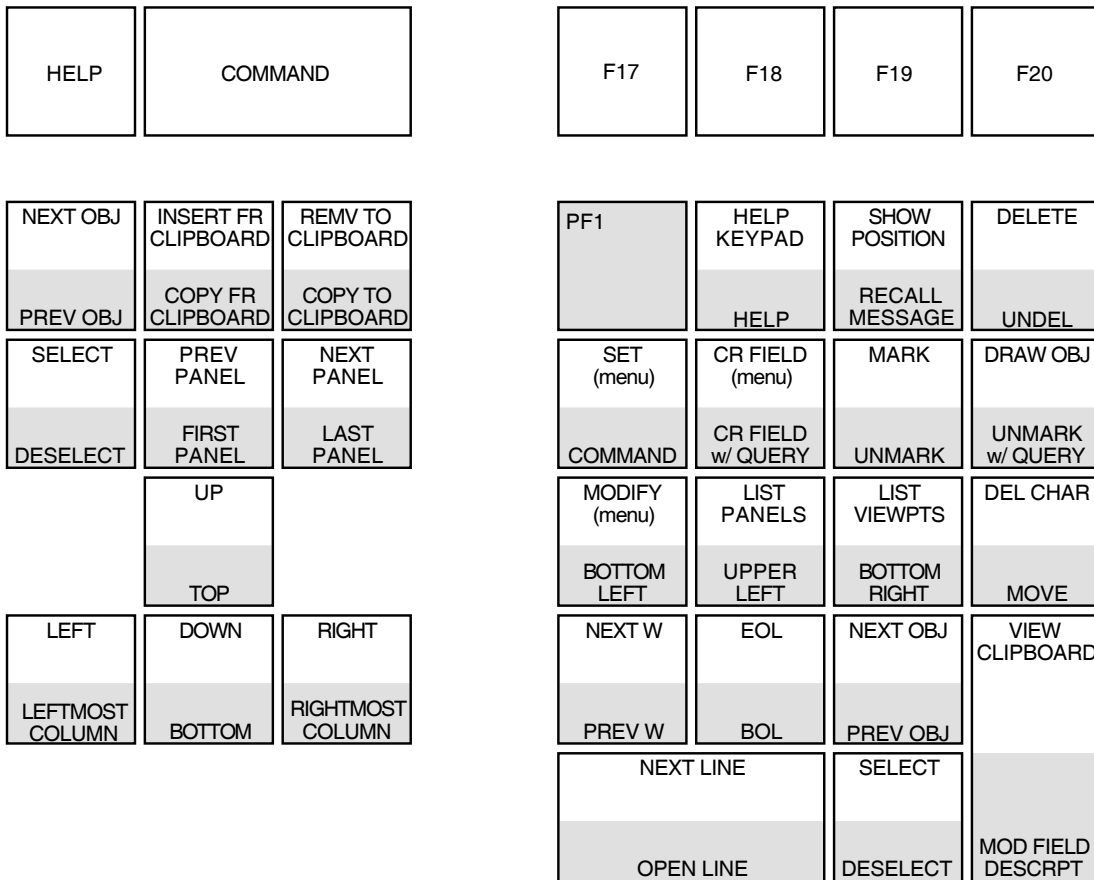 HELP
COMMAND
F17
F18
F19
F20
NEXT OBJ
PREV OBJ
INSERT FR
CLIPBOARD
COPY FR
CLIPBOARD
REMV TO
CLIPBOARD
COPY TO
CLIPBOARD
SELECT
DESELECT
PREV
PANEL
FIRST
PANEL
NEXT
PANEL
LAST
PANEL
UP
TOP
LEFT
LEFTMOST
COLUMN
DOWN
BOTTOM
RIGHT
RIGHTMOST
COLUMN
PF1
HELP
KEYPAD
HELP
SHOW
POSITION
RECALL
MESSAGE
DELETE
UNDEL
SET
(menu)
COMMAND
CR FIELD
(menu)
CR FIELD
w/ QUERY
MARK
UNMARK
DRAW OBJ
UNMARK
w/ QUERY
MODIFY
(menu)
BOTTOM
LEFT
LIST
PANELS
UPPER
LEFT
LIST
VIEWPTS
BOTTOM
RIGHT
DEL CHAR
MOVE
NEXT W
PREV W
EOL
BOL
NEXT OBJ
PREV OBJ
VIEW
CLIPBOARD
MOD FIELD
DESCRPT
NEXT LINE
OPEN LINE
SELECT
DESELECT